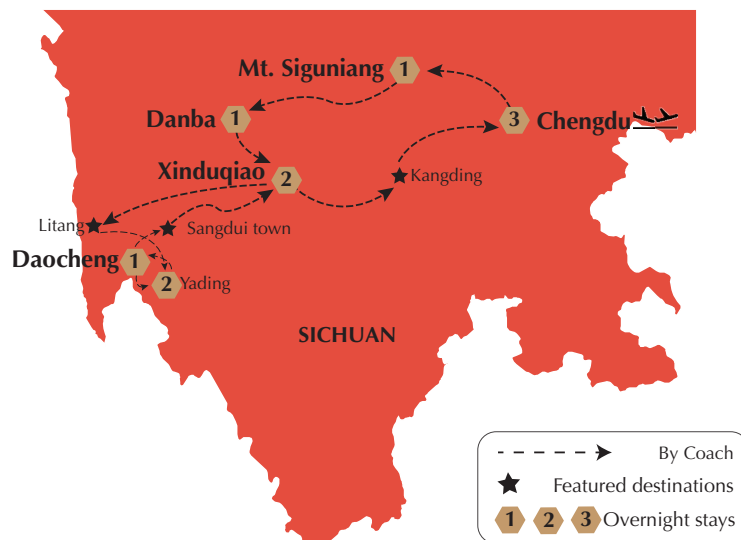 Mt. Siguniang 1
Danba 1
3 Chengdu
Xinduqiao 2
Kangding
Litang
Sangdui town
Daocheng 1
2 Yading
SICHUAN
By Coach
Featured destinations
1 2 3 Overnight stays